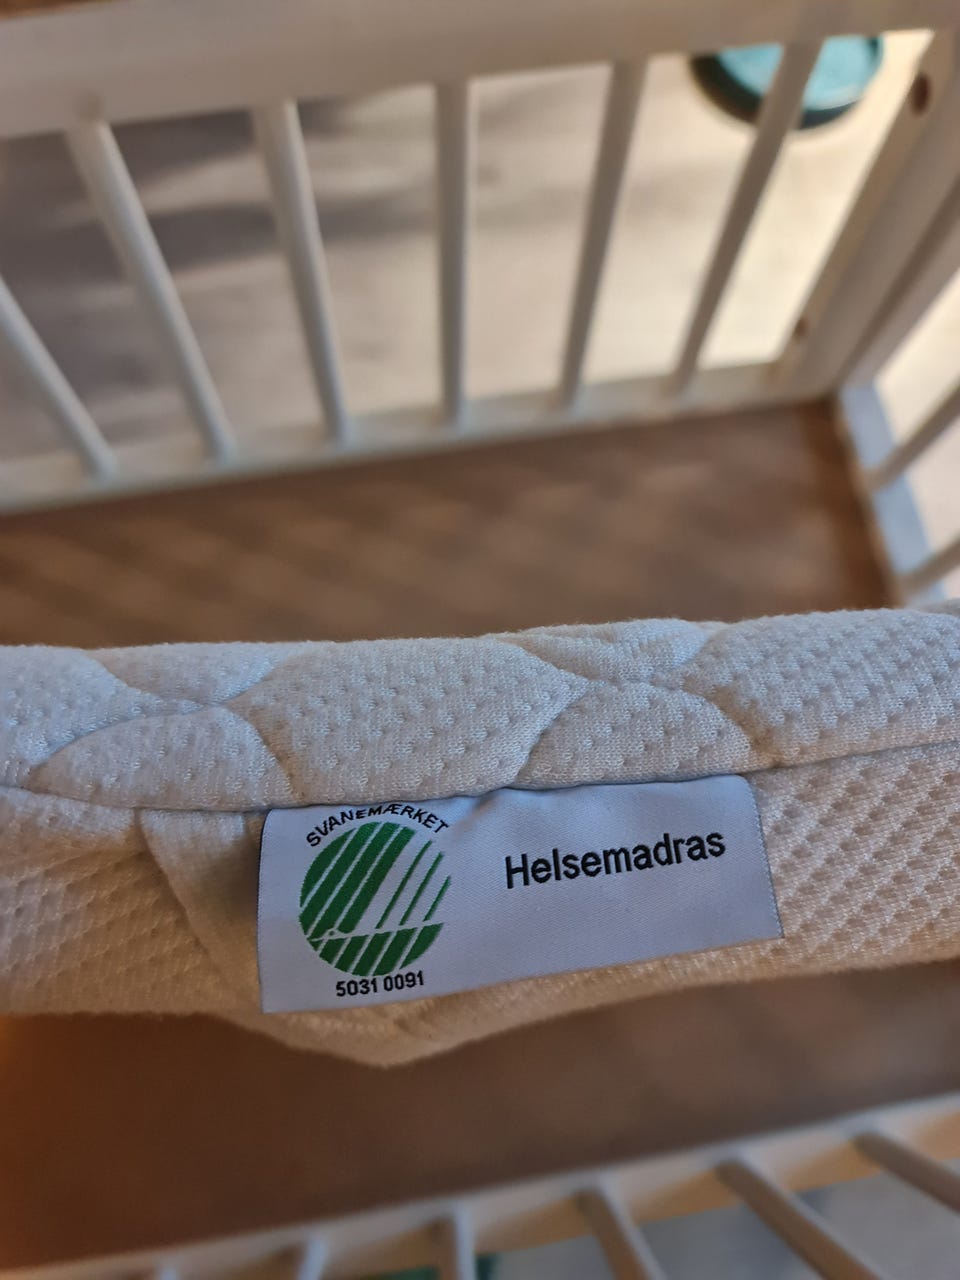 SVANEMÆRKET
Helsemadras
5031 0091